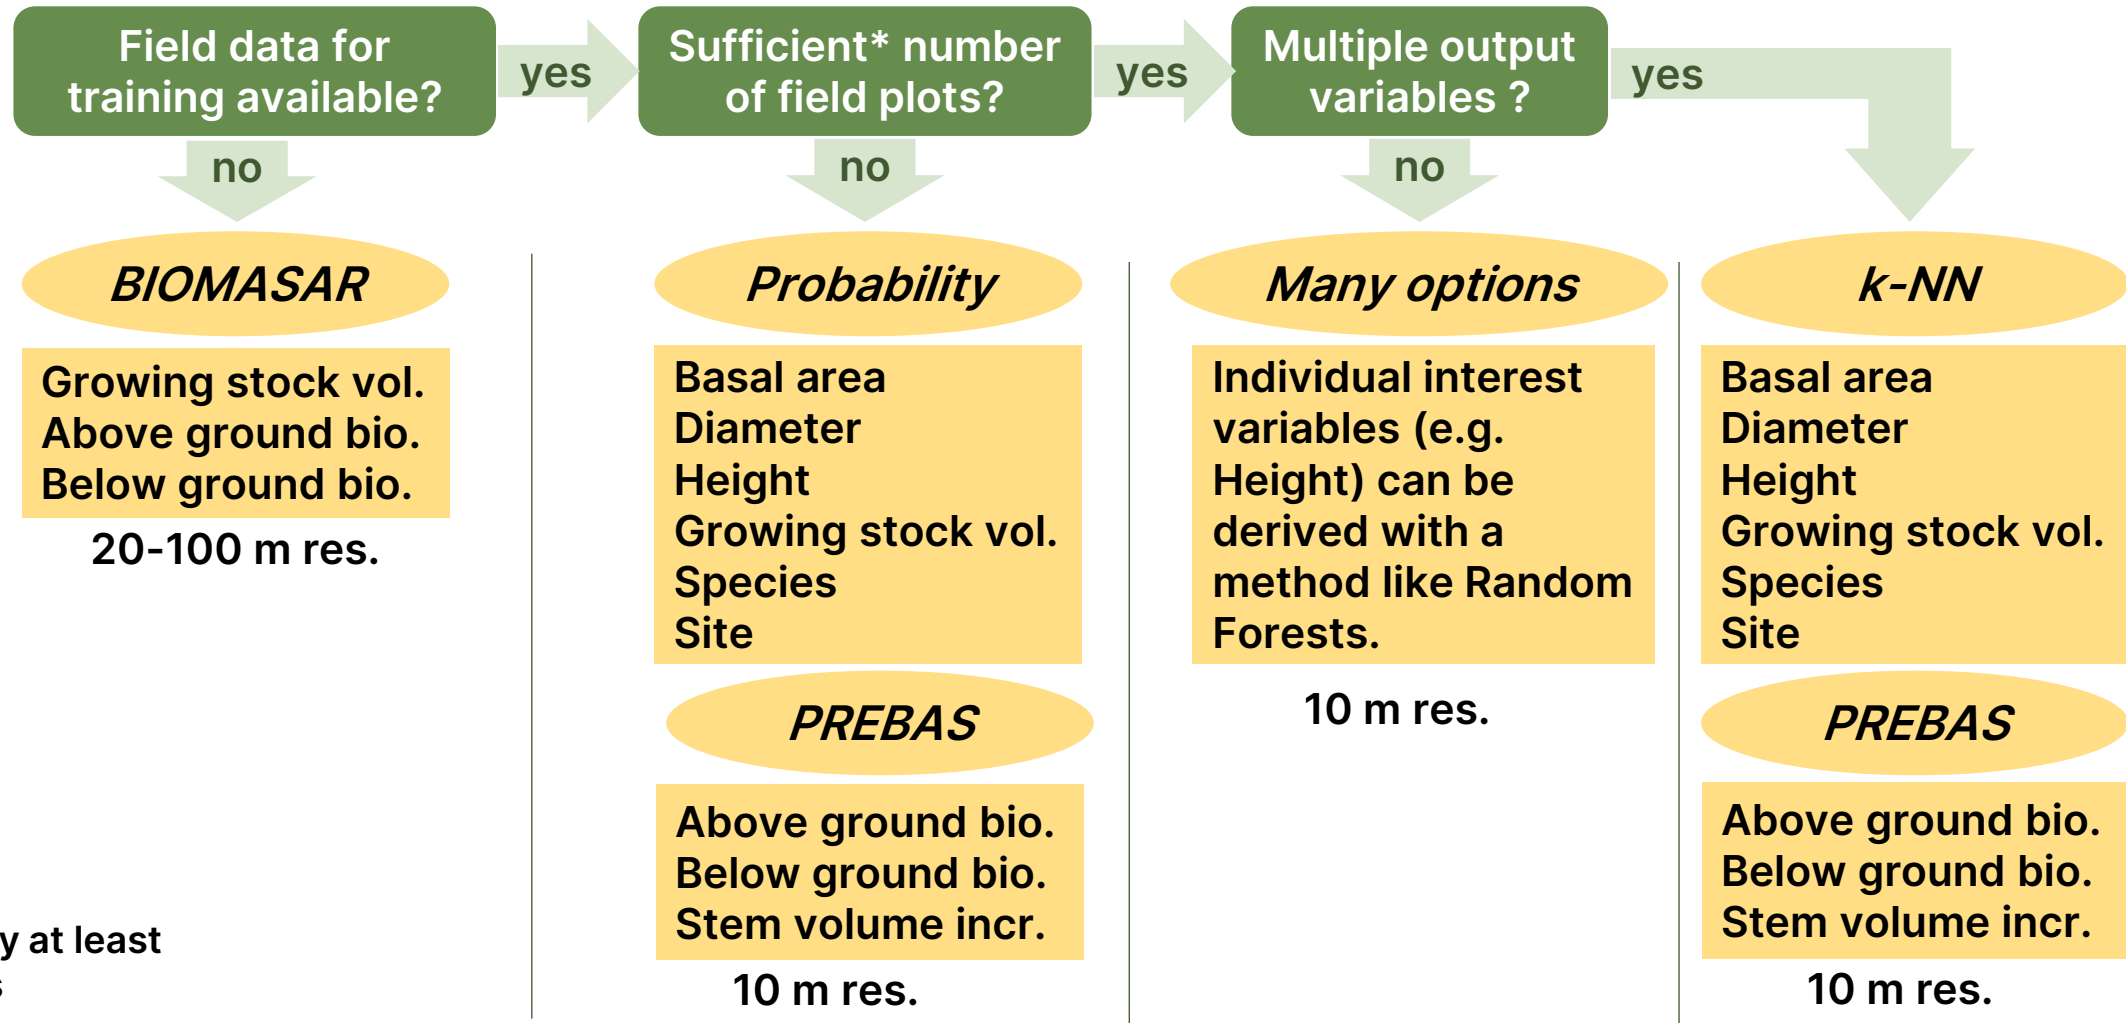 Field data for
training available?
yes
Sufficient* number
of field plots?
yes
Multiple output
variables ?
yes
no
no
no
BIOMASAR
Growing stock vol.
Above ground bio.
Below ground bio.
20-100 m res.
Probability
Basal area
Diameter
Height
Growing stock vol.
Species
Site
PREBAS
Above ground bio.
Below ground bio.
Stem volume incr.
10 m res.
Many options
Individual interest
variables (e.g.
Height) can be
derived with a
method like Random
Forests.
10 m res.
k-NN
Basal area
Diameter
Height
Growing stock vol.
Species
Site
PREBAS
Above ground bio.
Below ground bio.
Stem volume incr.
10 m res.
at least